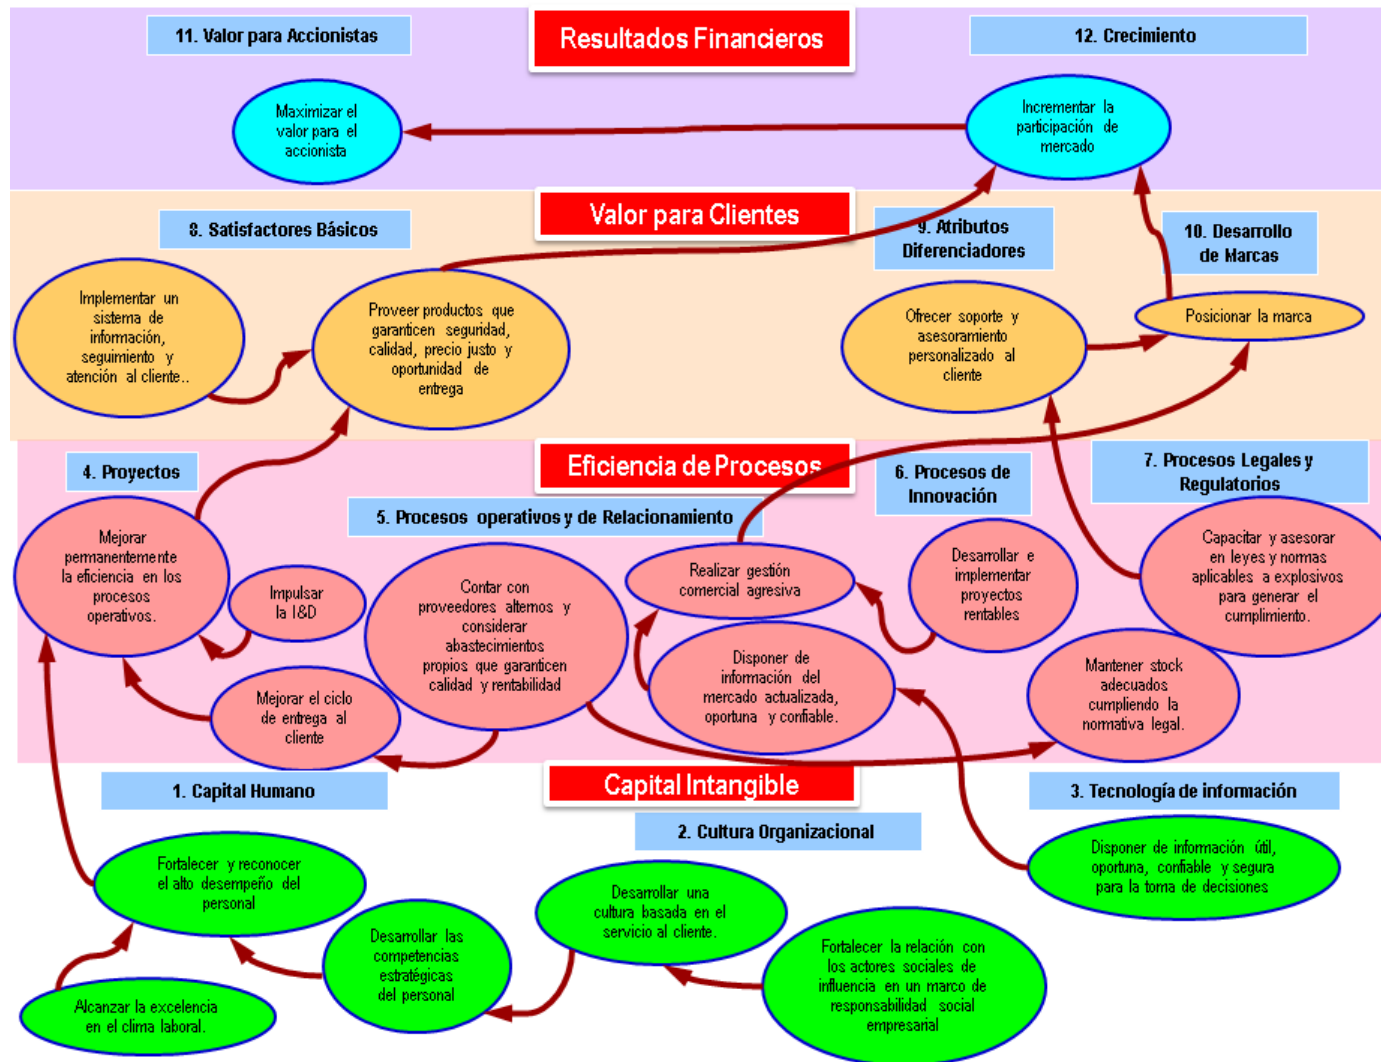 11. Valor para Accionistas
Resultados Financieros
12. Crecimiento
Maximizar el
valor para el
accionista
Incrementar la
participación de
mercado
Valor para Clientes
8. Satisfactores Básicos
9. Atributos
Diferenciadores
10. Desarrollo
de Marcas
Implementar un
sistema de
información,
seguimiento y
atención al cliente..
Proveer productos que
garanticen seguridad,
calidad, precio justo y
oportunidad de
entrega
Ofrecer soporte y
asesoramiento
personalizado al
cliente
Posicionar la marca
Eficiencia de Procesos
4. Proyectos
5. Procesos operativos y de Relacionamiento
6. Procesos de
Innovación
7. Procesos Legales y
Regulatorios
Mejorar
permanentemente
la eficiencia en los
procesos
operativos.
Impulsar
la I&D
Mejorar el ciclo
de entrega al
cliente
Contar con
proveedores alternos y
considerar
abastecimientos
propios que garanticen
calidad y rentabilidad
Realizar gestión
comercial agresiva
Disponer de
información del
mercado actualizada,
oportuna y confiable.
Desarrollar e
implementar
proyectos
rentables
Capacitar y asesorar
en leyes y normas
aplicables a explosivos
para generar el
cumplimiento.
Mantener stock
adecuados
cumpliendo la
normativa legal.
Capital Intangible
1. Capital Humano
2. Cultura Organizacional
3. Tecnología de información
Fortalecer y reconocer
el alto desempeño del
personal
Alcanzar la excelencia
en el clima laboral.
Desarrollar las
competencias
estratégicas
del personal
Desarrollar una
cultura basada en el
servicio al cliente.
Fortalecer la relación con
los actores sociales de
influencia en un marco de
responsabilidad social
empresarial
Disponer de información útil,
oportuna, confiable y segura
para la toma de decisiones